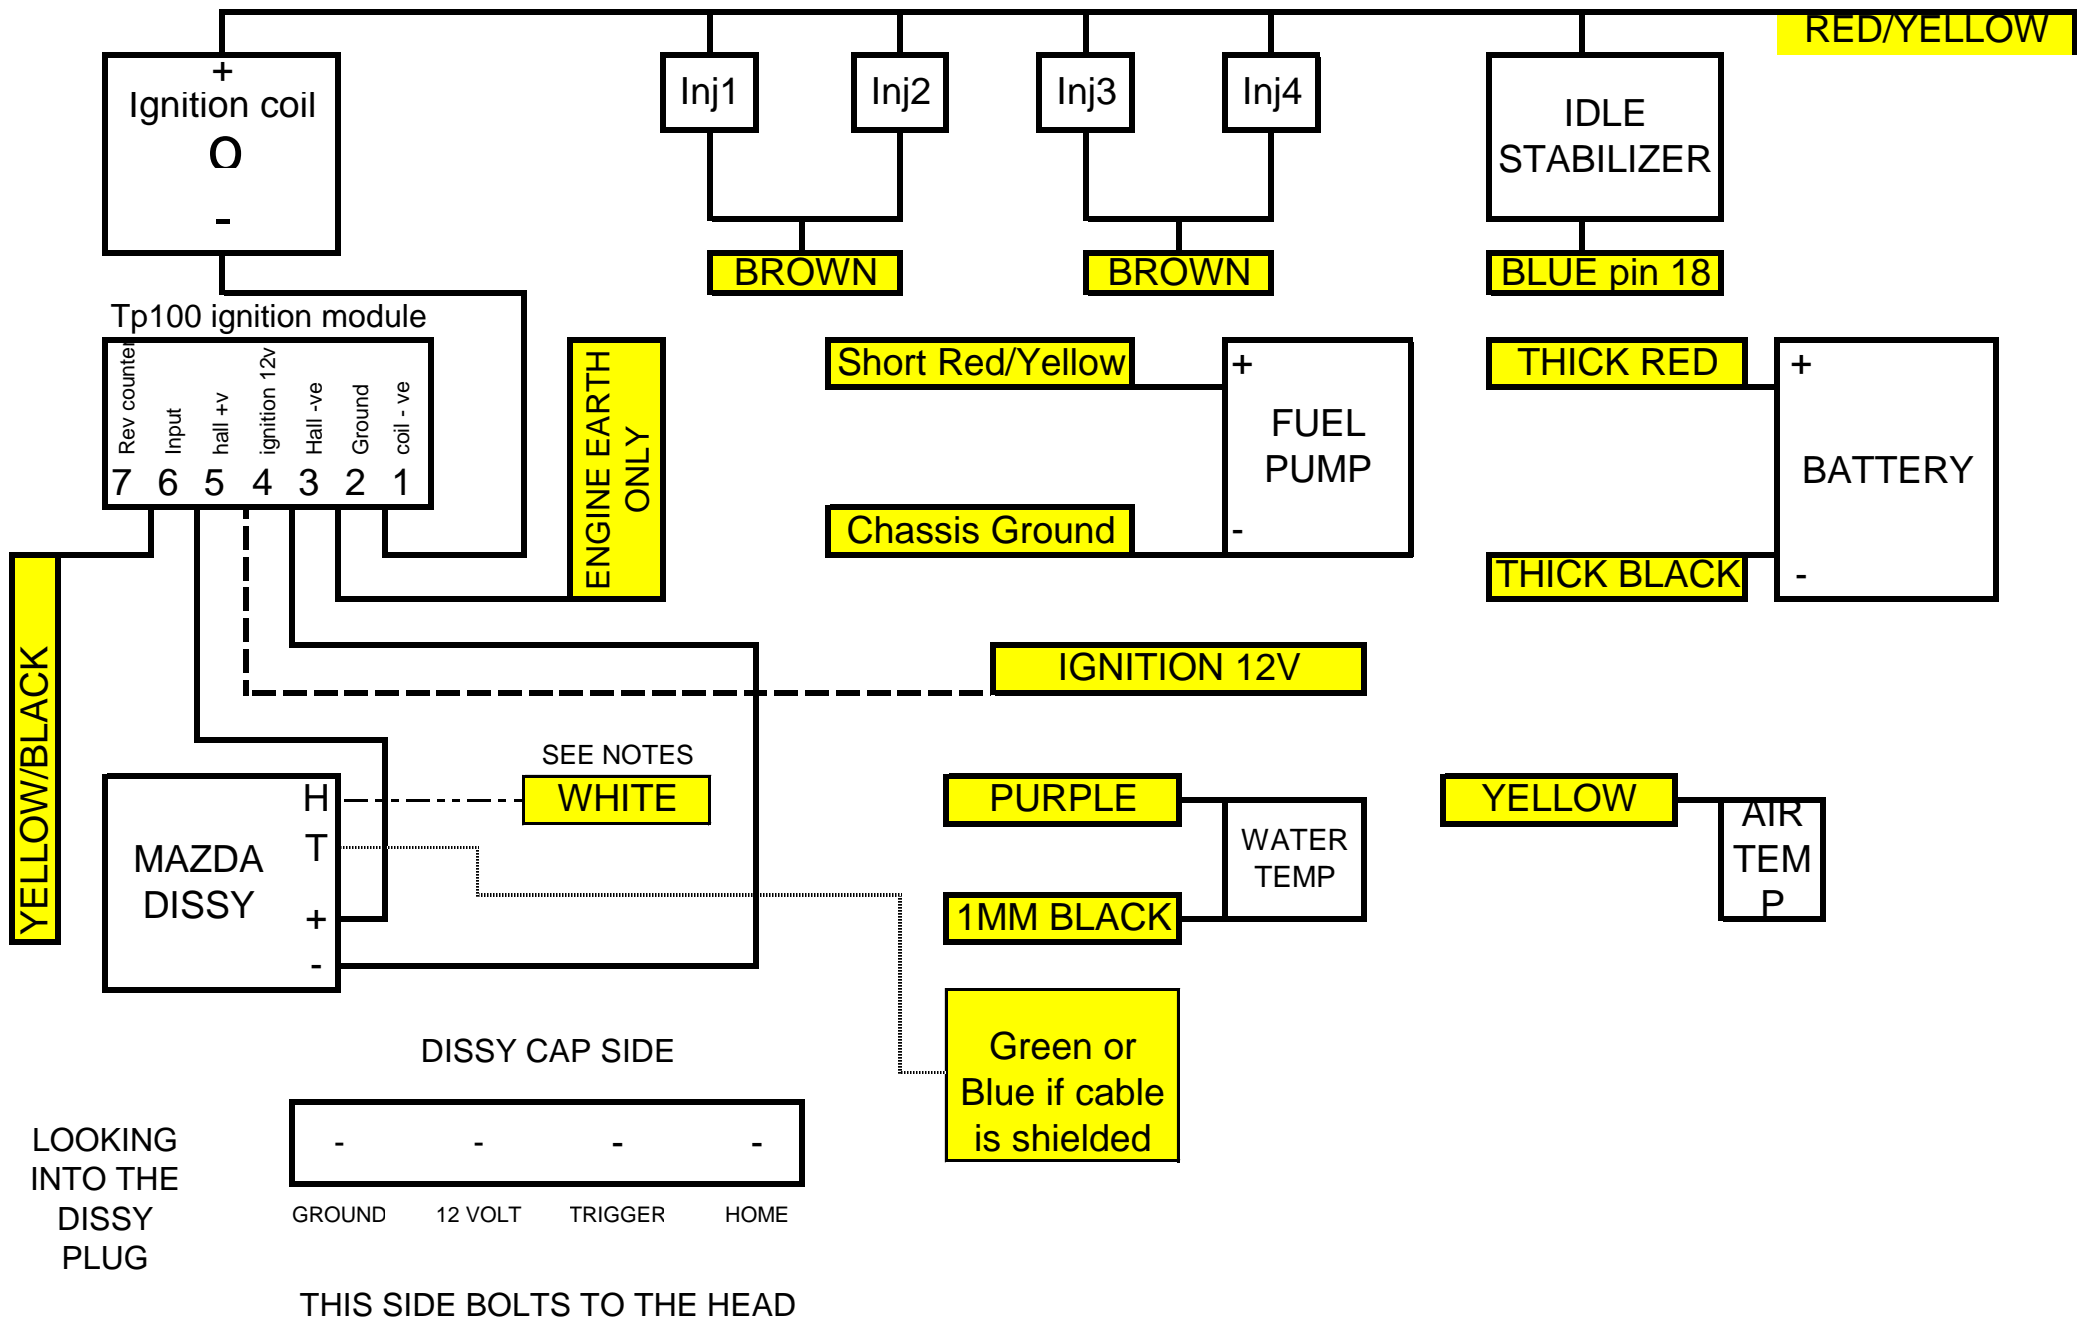 RED/YELLOW
+
Ignition coil
O
-
Inj1
Inj2
Inj3
Inj4
IDLE
STABILIZER
BROWN
BROWN
BLUE pin 18
Tp100 ignition module
Rev counter
Input
hall +v
ignition 12v
Hall -ve
Ground
coil - ve
7 6 5 4 3 2 1
ENGINE EARTH
ONLY
Short Red/Yellow
+
FUEL
PUMP
Chassis Ground
-
THICK RED
+
BATTERY
THICK BLACK
-
YELLOW/BLACK
IGNITION 12V
SEE NOTES
WHITE
H
T
MAZDA
DISSY
+
-
PURPLE
WATER
TEMP
1MM BLACK
YELLOW
AIR
TEM
P
Green or
Blue if cable
is shielded
DISSY CAP SIDE
LOOKING
INTO THE
DISSY
PLUG
- - - -
GROUND 12 VOLT TRIGGER HOME
THIS SIDE BOLTS TO THE HEAD